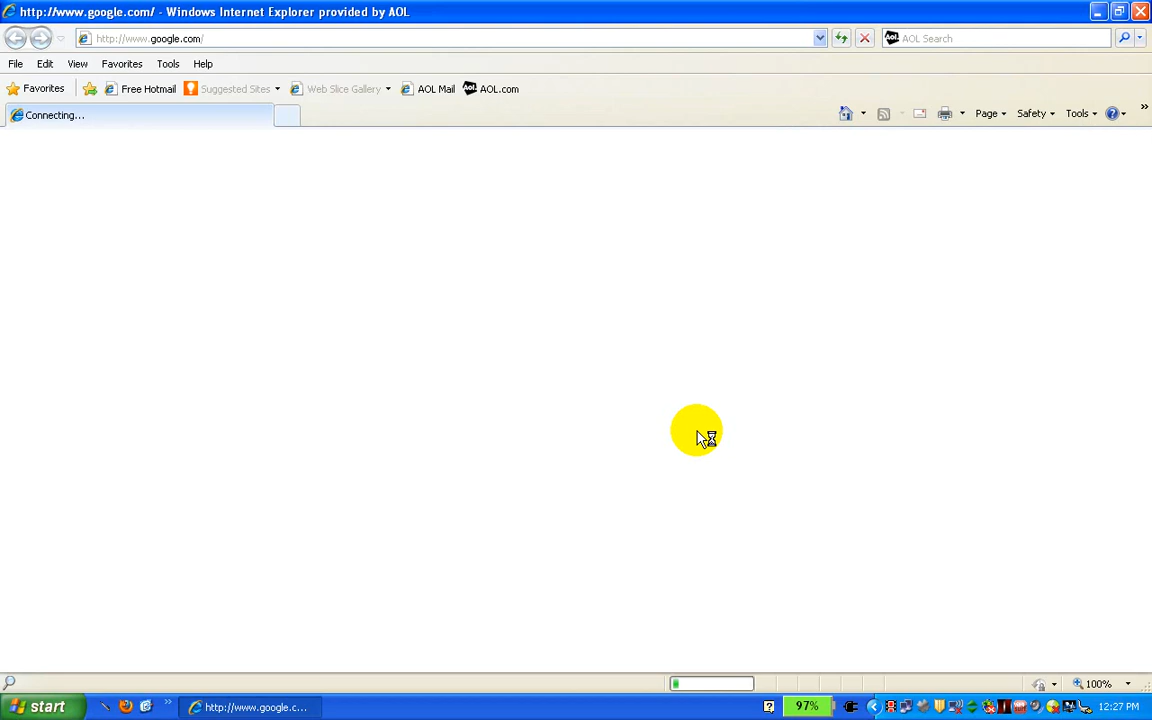 http://www.google.com/ - Windows Internet Explorer provided by AOL
http://www.google.com/ Aol AOL Search
File Edit View Favorites Tools Help
Favorites Free Hotmail Suggested Sites Web Slice Gallery AOL Mail Aol AOL.com
Connecting... Page Safety Tools »
100%
start » http://www.google.c... 97% 12:27 PM